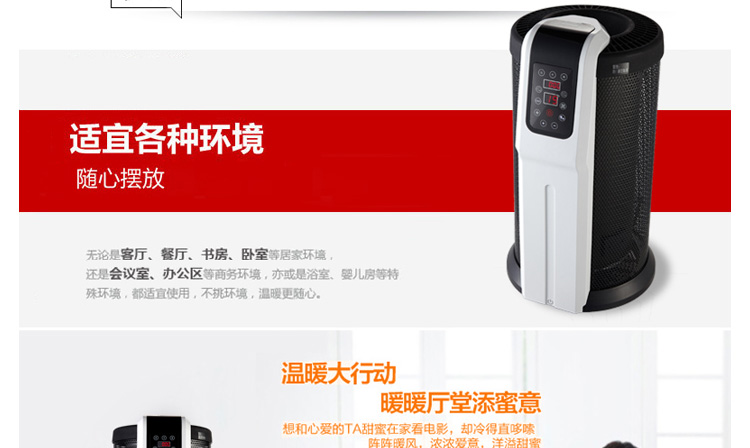 适宜各种环境
随心摆放
无论是客厅、餐厅、书房、卧室等居家环境，
还是会议室、办公区等商务环境，亦或是浴室、婴儿房等特
殊环境，都适宜使用，不挑环境，温暖更随心。
温暖大行动
暖暖厅堂添蜜意
想和心爱的TA甜蜜在家看电影，却冷得直哆嗦
阵阵暖风，浓浓爱意，洋溢甜蜜